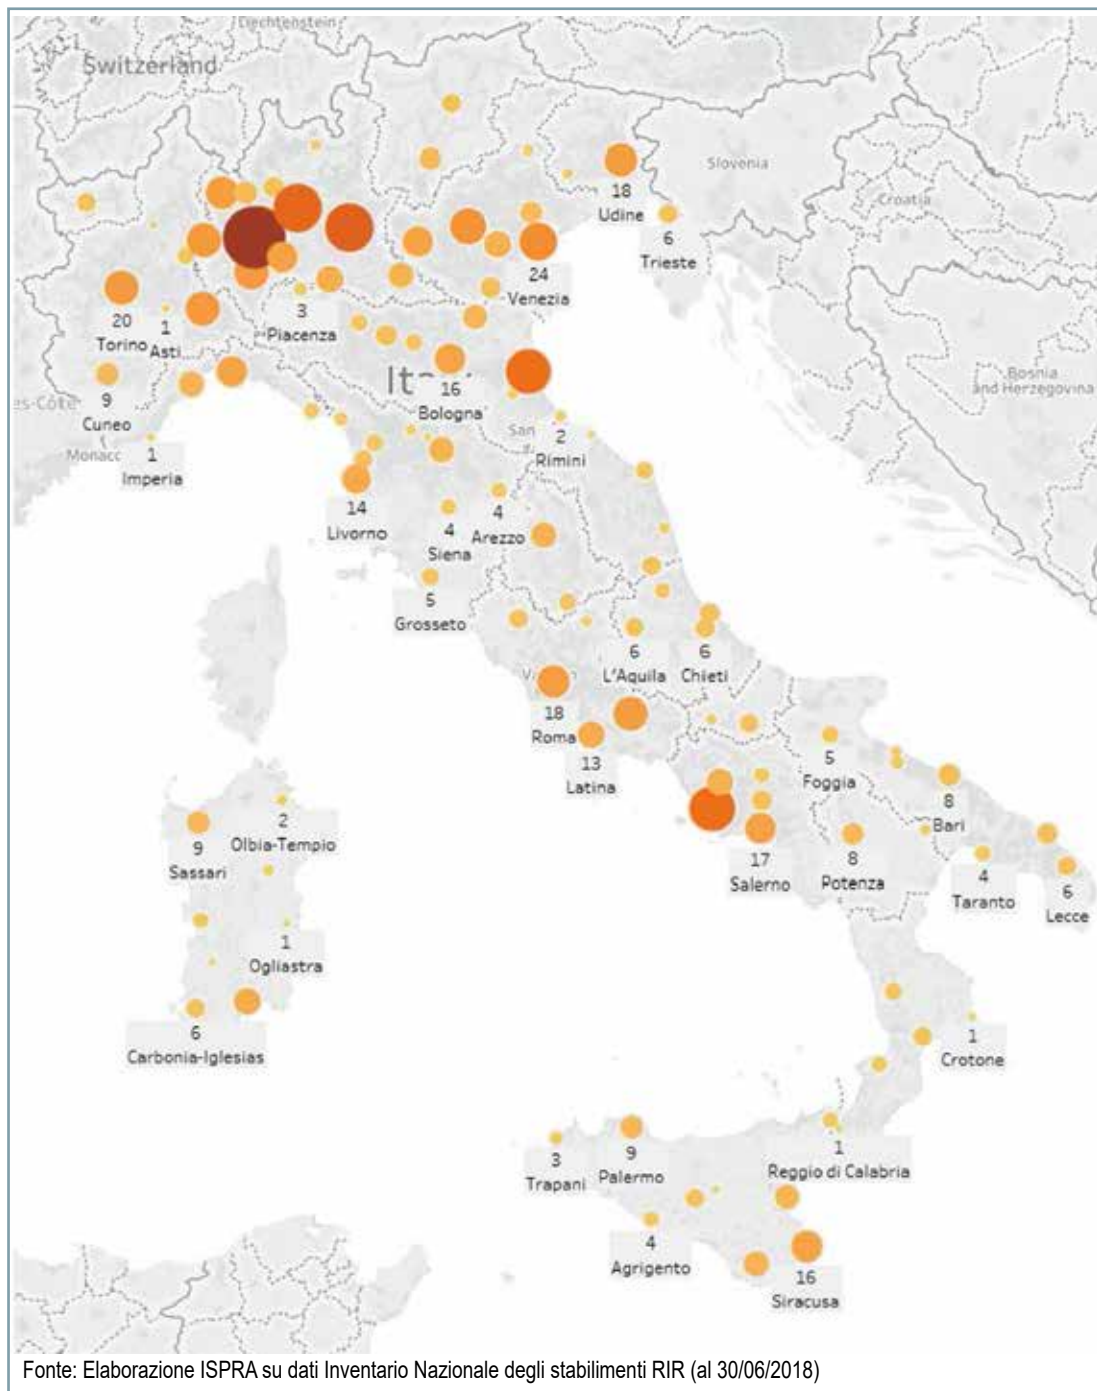 Liechtenstein
Switzerland
Slovenia
Croatia
18
Udine
6
Trieste
24
Venezia
3
Piacenza
20
Torino
1
Asti
Bosnia
and Herzegovina
It
16
Bologna
es-Côte
9
Cuneo
San
2
Rimini
Monaco
1
Imperia
14
Livorno
4
Siena
4
Arezzo
5
Grosseto
6
L'Aquila
6
Chieti
18
Roma
13
Latina
5
Foggia
8
Bari
2
Olbia-Tempio
9
Sassari
17
Salerno
8
Potenza
4
Taranto
6
Lecce
1
Ogliastra
6
Carbonia-Iglesias
1
Crotone
3
Trapani
9
Palermo
1
Reggio di Calabria
4
Agrigento
16
Siracusa
Fonte: Elaborazione ISPRA su dati Inventario Nazionale degli stabilimenti RIR (al 30/06/2018)